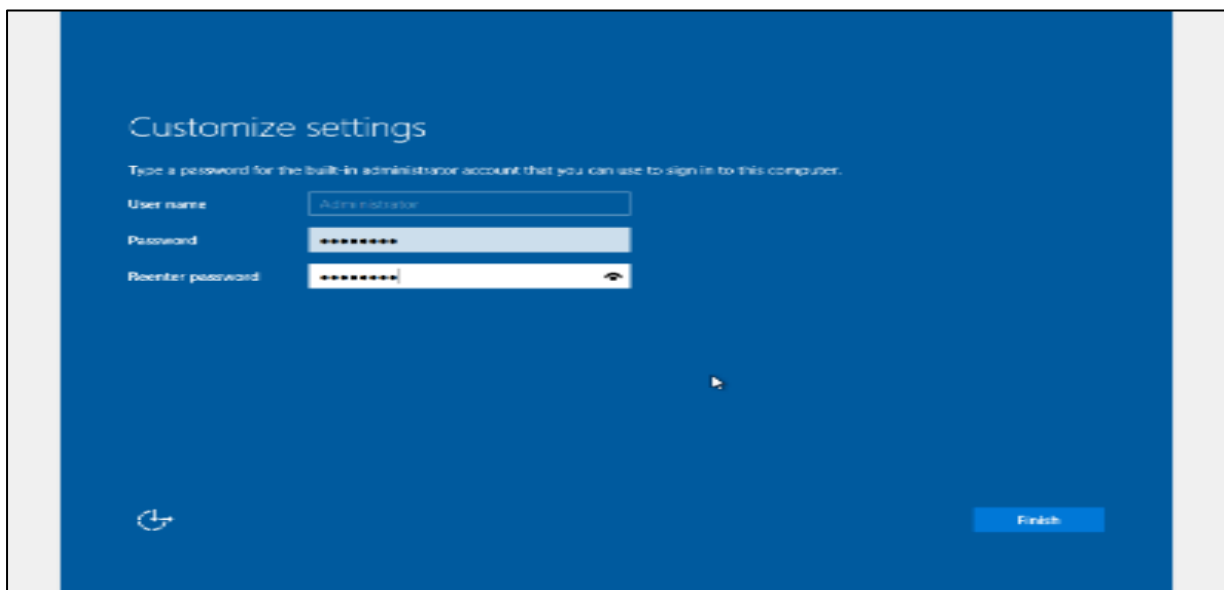 Customize settings
Type a password for the built-in administrator account that you can use to sign in to this computer.
User name Administrator
Password ••••••••
Reenter password ••••••••
Finish